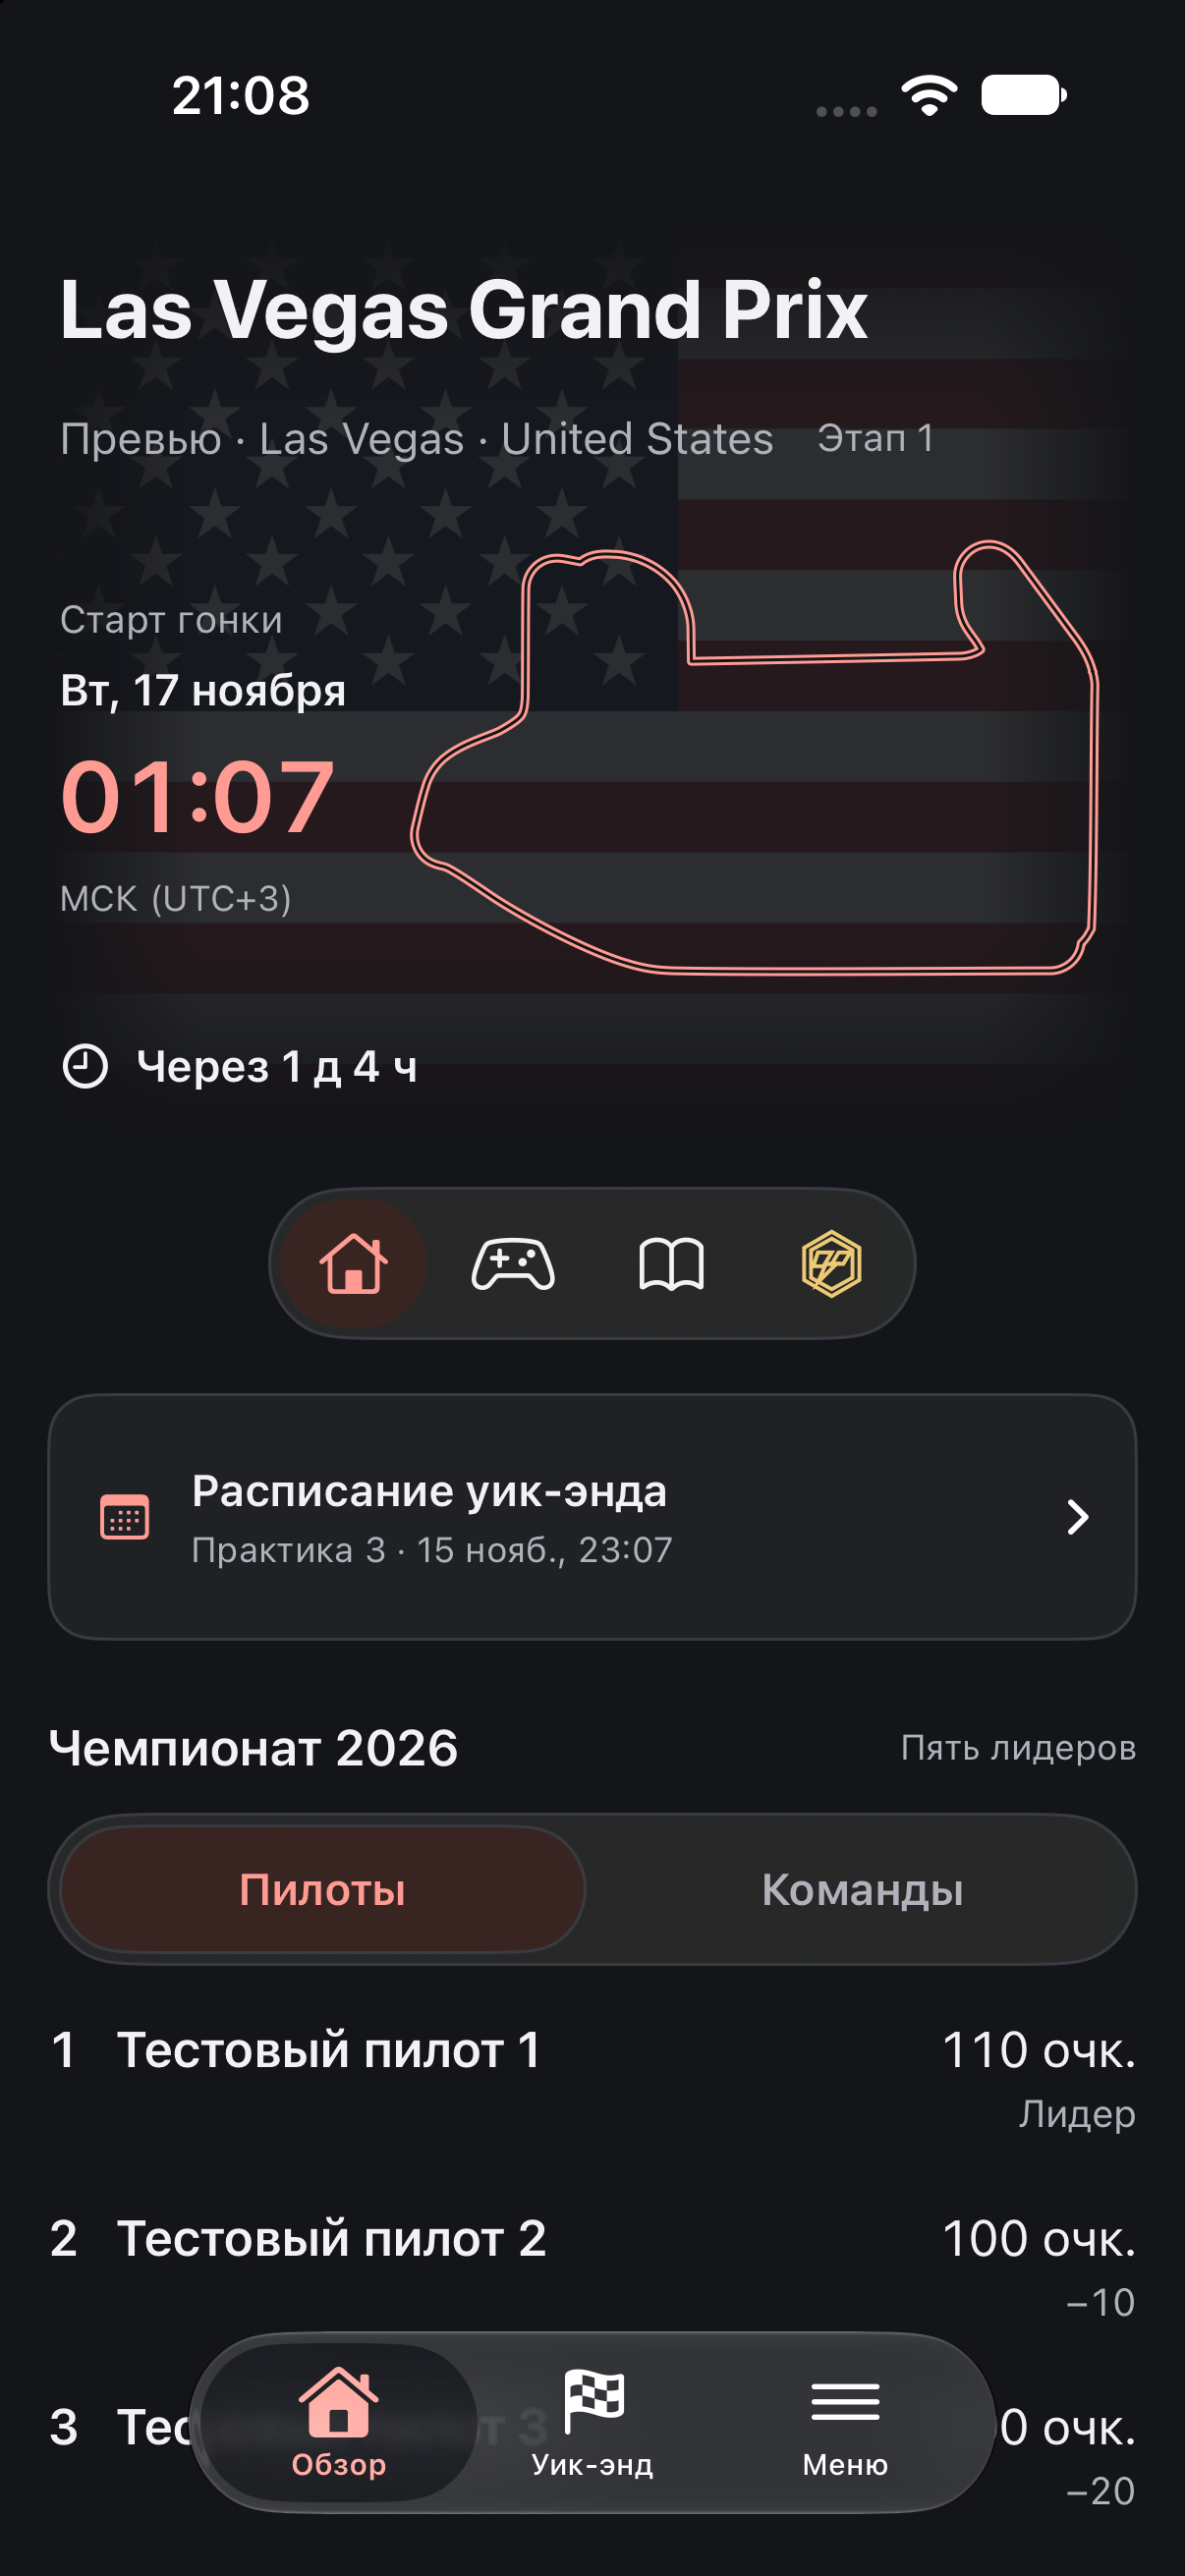 21:08
Las Vegas Grand Prix
Превью · Las Vegas · United States Этап 1
Старт гонки
Вт, 17 ноября
01:07
МСК (UTC+3)
Через 1 д 4 ч
Расписание уик-энда
Практика 3 · 15 нояб., 23:07
Чемпионат 2026 Пять лидеров
Пилоты Команды
1 Тестовый пилот 1 110 очк.
Лидер
2 Тестовый пилот 2 100 очк.
−10
3 очк.
−20
Обзор Уик-энд Меню